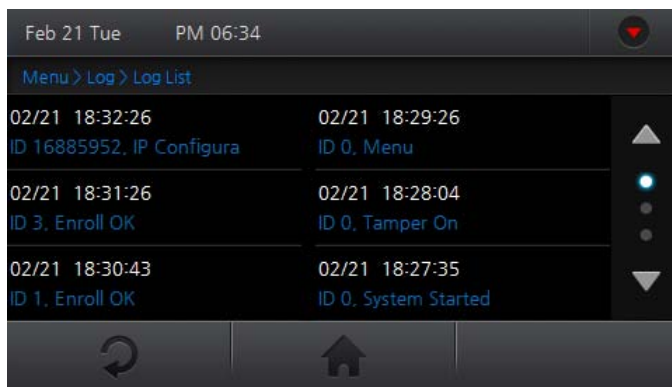 Feb 21 Tue PM 06:34
Menu > Log > Log List
02/21 18:32:26
ID 16885952, IP Configura
02/21 18:31:26
ID 3, Enroll OK
02/21 18:30:43
ID 1, Enroll OK
02/21 18:29:26
ID 0, Menu
02/21 18:28:04
ID 0, Tamper On
02/21 18:27:35
ID 0, System Started